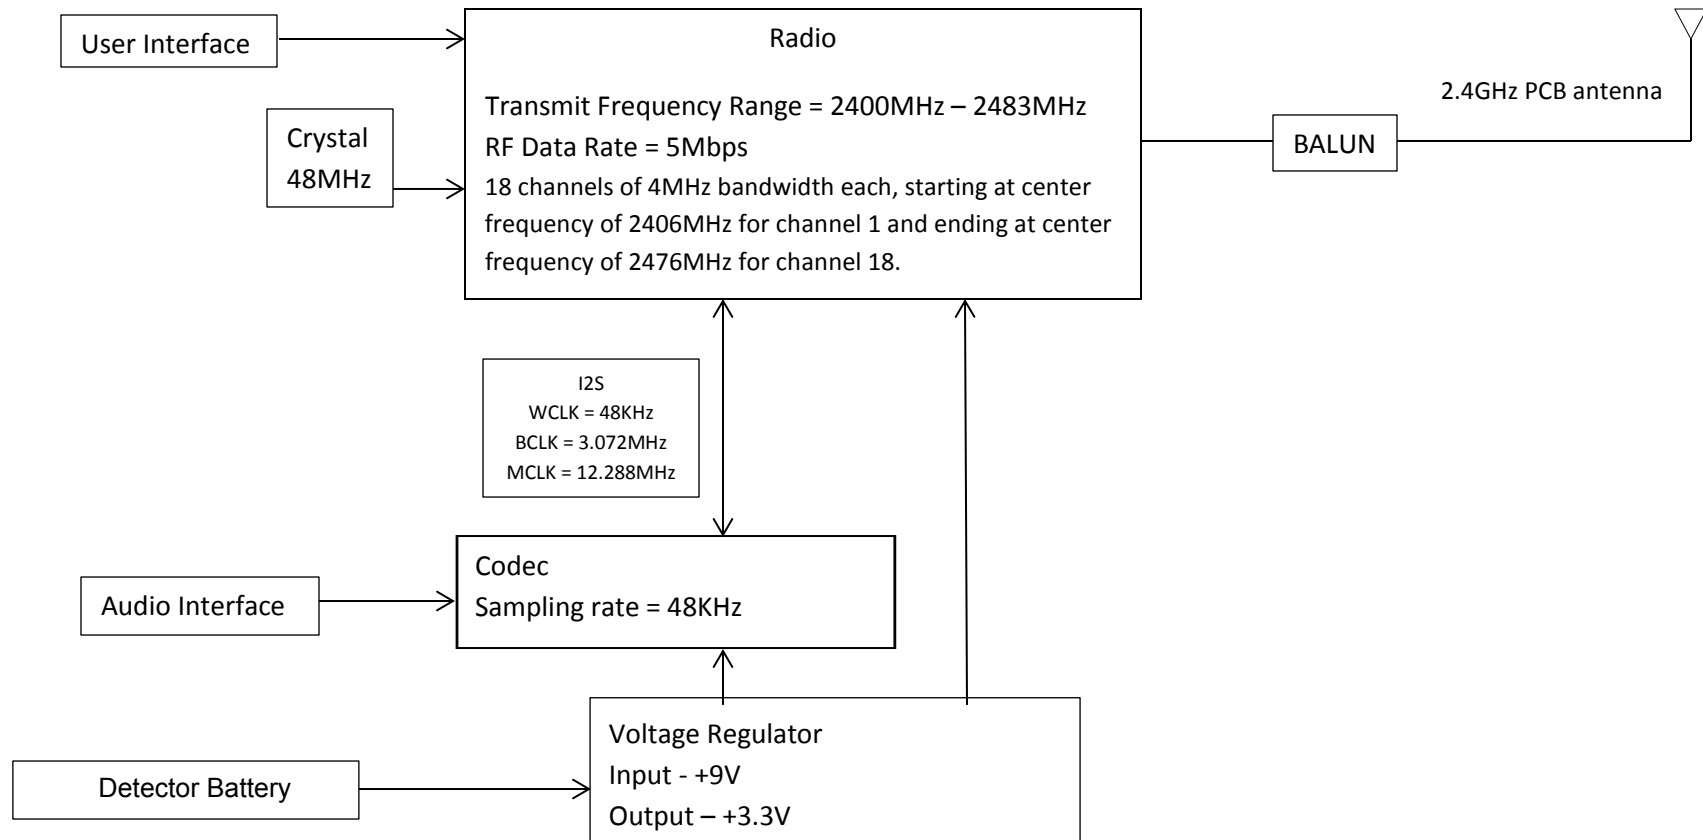 User Interface
Crystal
48MHz
Radio
Transmit Frequency Range = 2400MHz – 2483MHz
RF Data Rate = 5Mbps
18 channels of 4MHz bandwidth each, starting at center
frequency of 2406MHz for channel 1 and ending at center
frequency of 2476MHz for channel 18.
BALUN
2.4GHz PCB antenna
I2S
WCLK = 48KHz
BCLK = 3.072MHz
MCLK = 12.288MHz
Audio Interface
Codec
Sampling rate = 48KHz
Detector Battery
Voltage Regulator
Input - +9V
Output – +3.3V